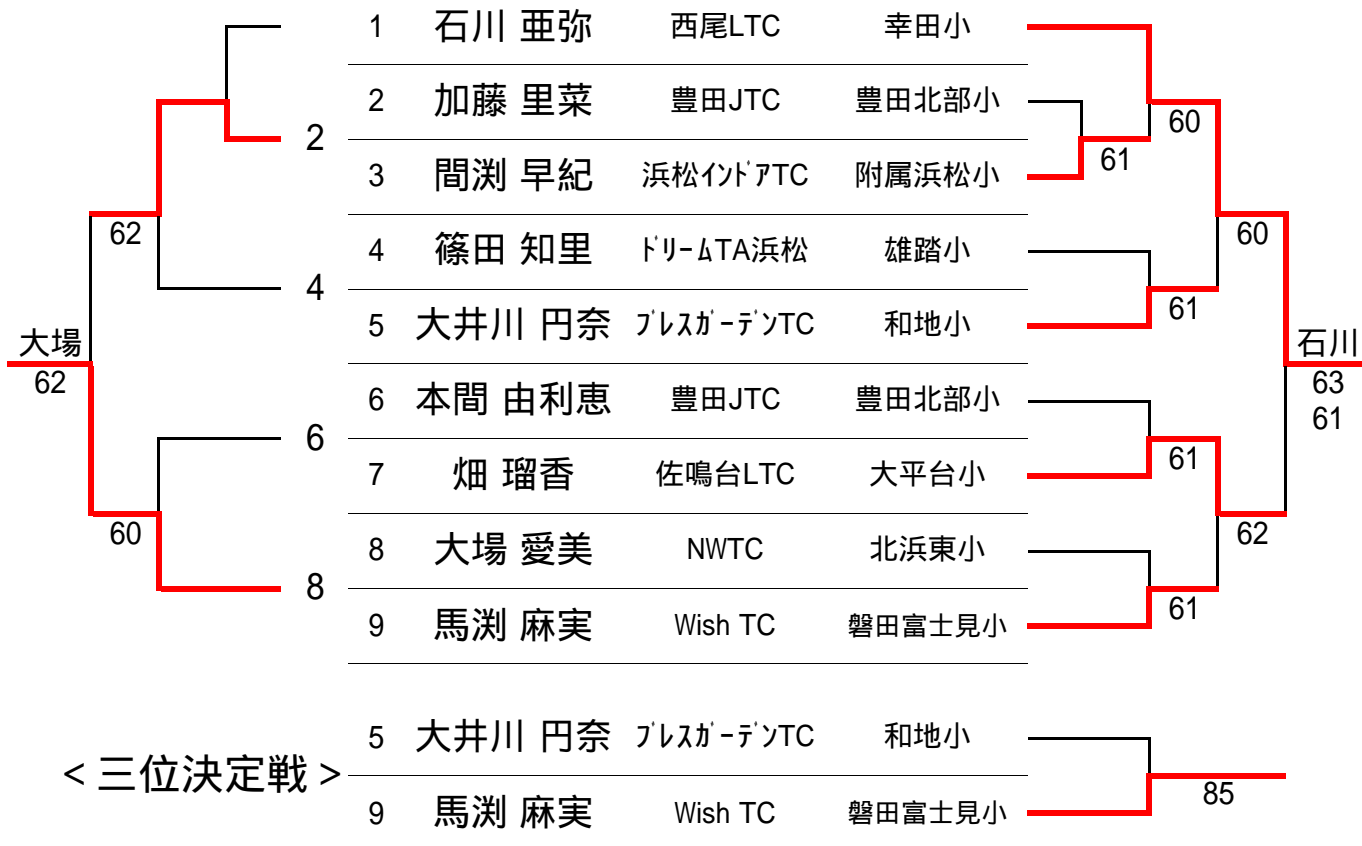 1 石川 亜弥 西尾LTC 幸田小
2 加藤 里菜 豊田JTC 豊田北部小
60
2
61
3 間渕 早紀 浜松ｲﾝﾄﾞｱTC 附属浜松小
62
60
4 篠田 知里 ﾄﾞﾘｰﾑTA浜松 雄踏小
4
61
5 大井川 円奈 ﾌﾞﾚｽｶﾞｰﾃﾞﾝTC 和地小
大場
62
石川
63
61
6 本間 由利恵 豊田JTC 豊田北部小
6
61
7 畑 瑠香 佐鳴台LTC 大平台小
60
62
8 大場 愛美 NWTC 北浜東小
8
61
9 馬渕 麻実 Wish TC 磐田富士見小
5 大井川 円奈 ﾌﾞﾚｽｶﾞｰﾃﾞﾝTC 和地小
<三位決定戦>
85
9 馬渕 麻実 Wish TC 磐田富士見小